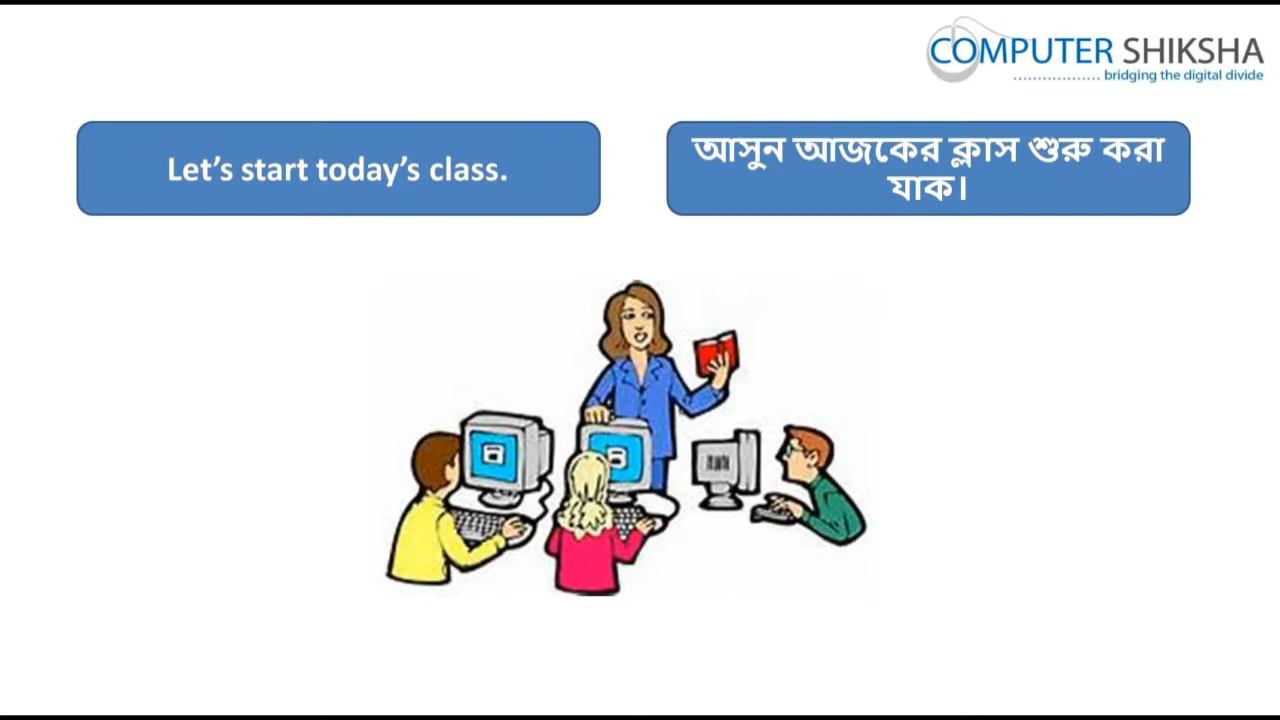 COMPUTER SHIKSHA
.................. bridging the digital divide
Let’s start today’s class.
আসুন আজকের ক্লাস শুরু করা
যাক।